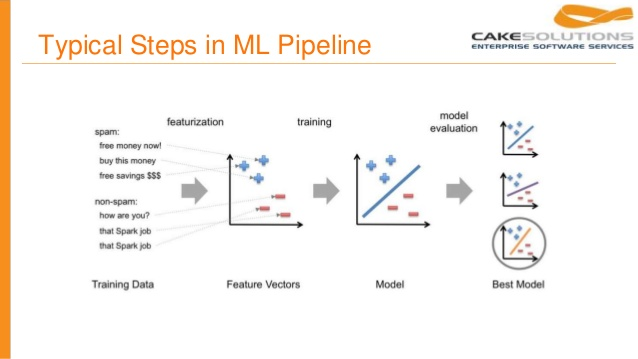 Typical Steps in ML Pipeline
CAKESOLUTIONS
ENTERPRISE SOFTWARE SERVICES
featurization
training
model
evaluation
spam:
free money now!
buy this money
free savings $$$
non-spam:
how are you?
that Spark job
that Spark job
Training Data
Feature Vectors
Model
Best Model